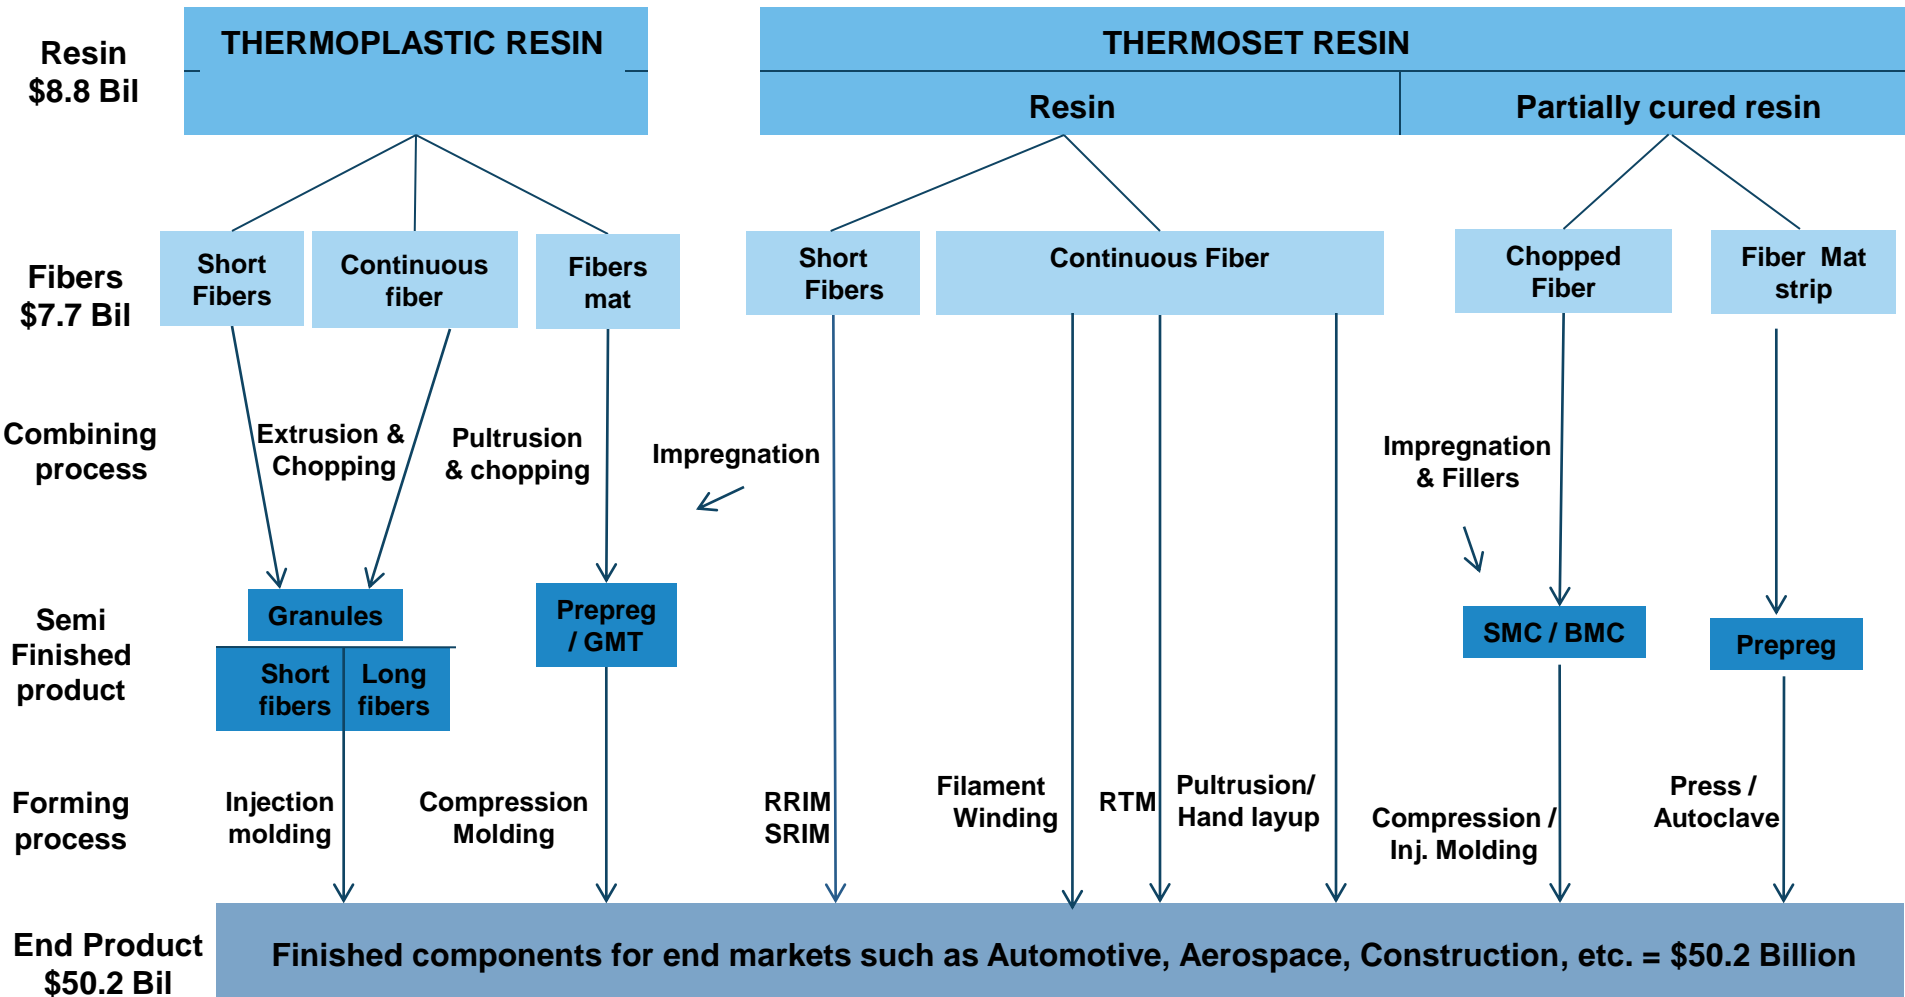 Resin
$8.8 Bil
THERMOPLASTIC RESIN
THERMOSET RESIN
Resin
Partially cured resin
Fibers
$7.7 Bil
Short
Fibers
Continuous
fiber
Fibers
mat
Short
Fibers
Continuous Fiber
Chopped
Fiber
Fiber Mat
strip
Combining
process
Extrusion &
Chopping
Pultrusion
& chopping
Impregnation
Impregnation
& Fillers
Semi
Finished
product
Granules
Short
fibers
Long
fibers
Prepreg
/ GMT
SMC / BMC
Prepreg
Forming
process
Injection
molding
Compression
Molding
RRIM
SRIM
Filament
Winding
RTM
Pultrusion/
Hand layup
Compression /
Inj. Molding
Press /
Autoclave
End Product
$50.2 Bil
Finished components for end markets such as Automotive, Aerospace, Construction, etc. = $50.2 Billion